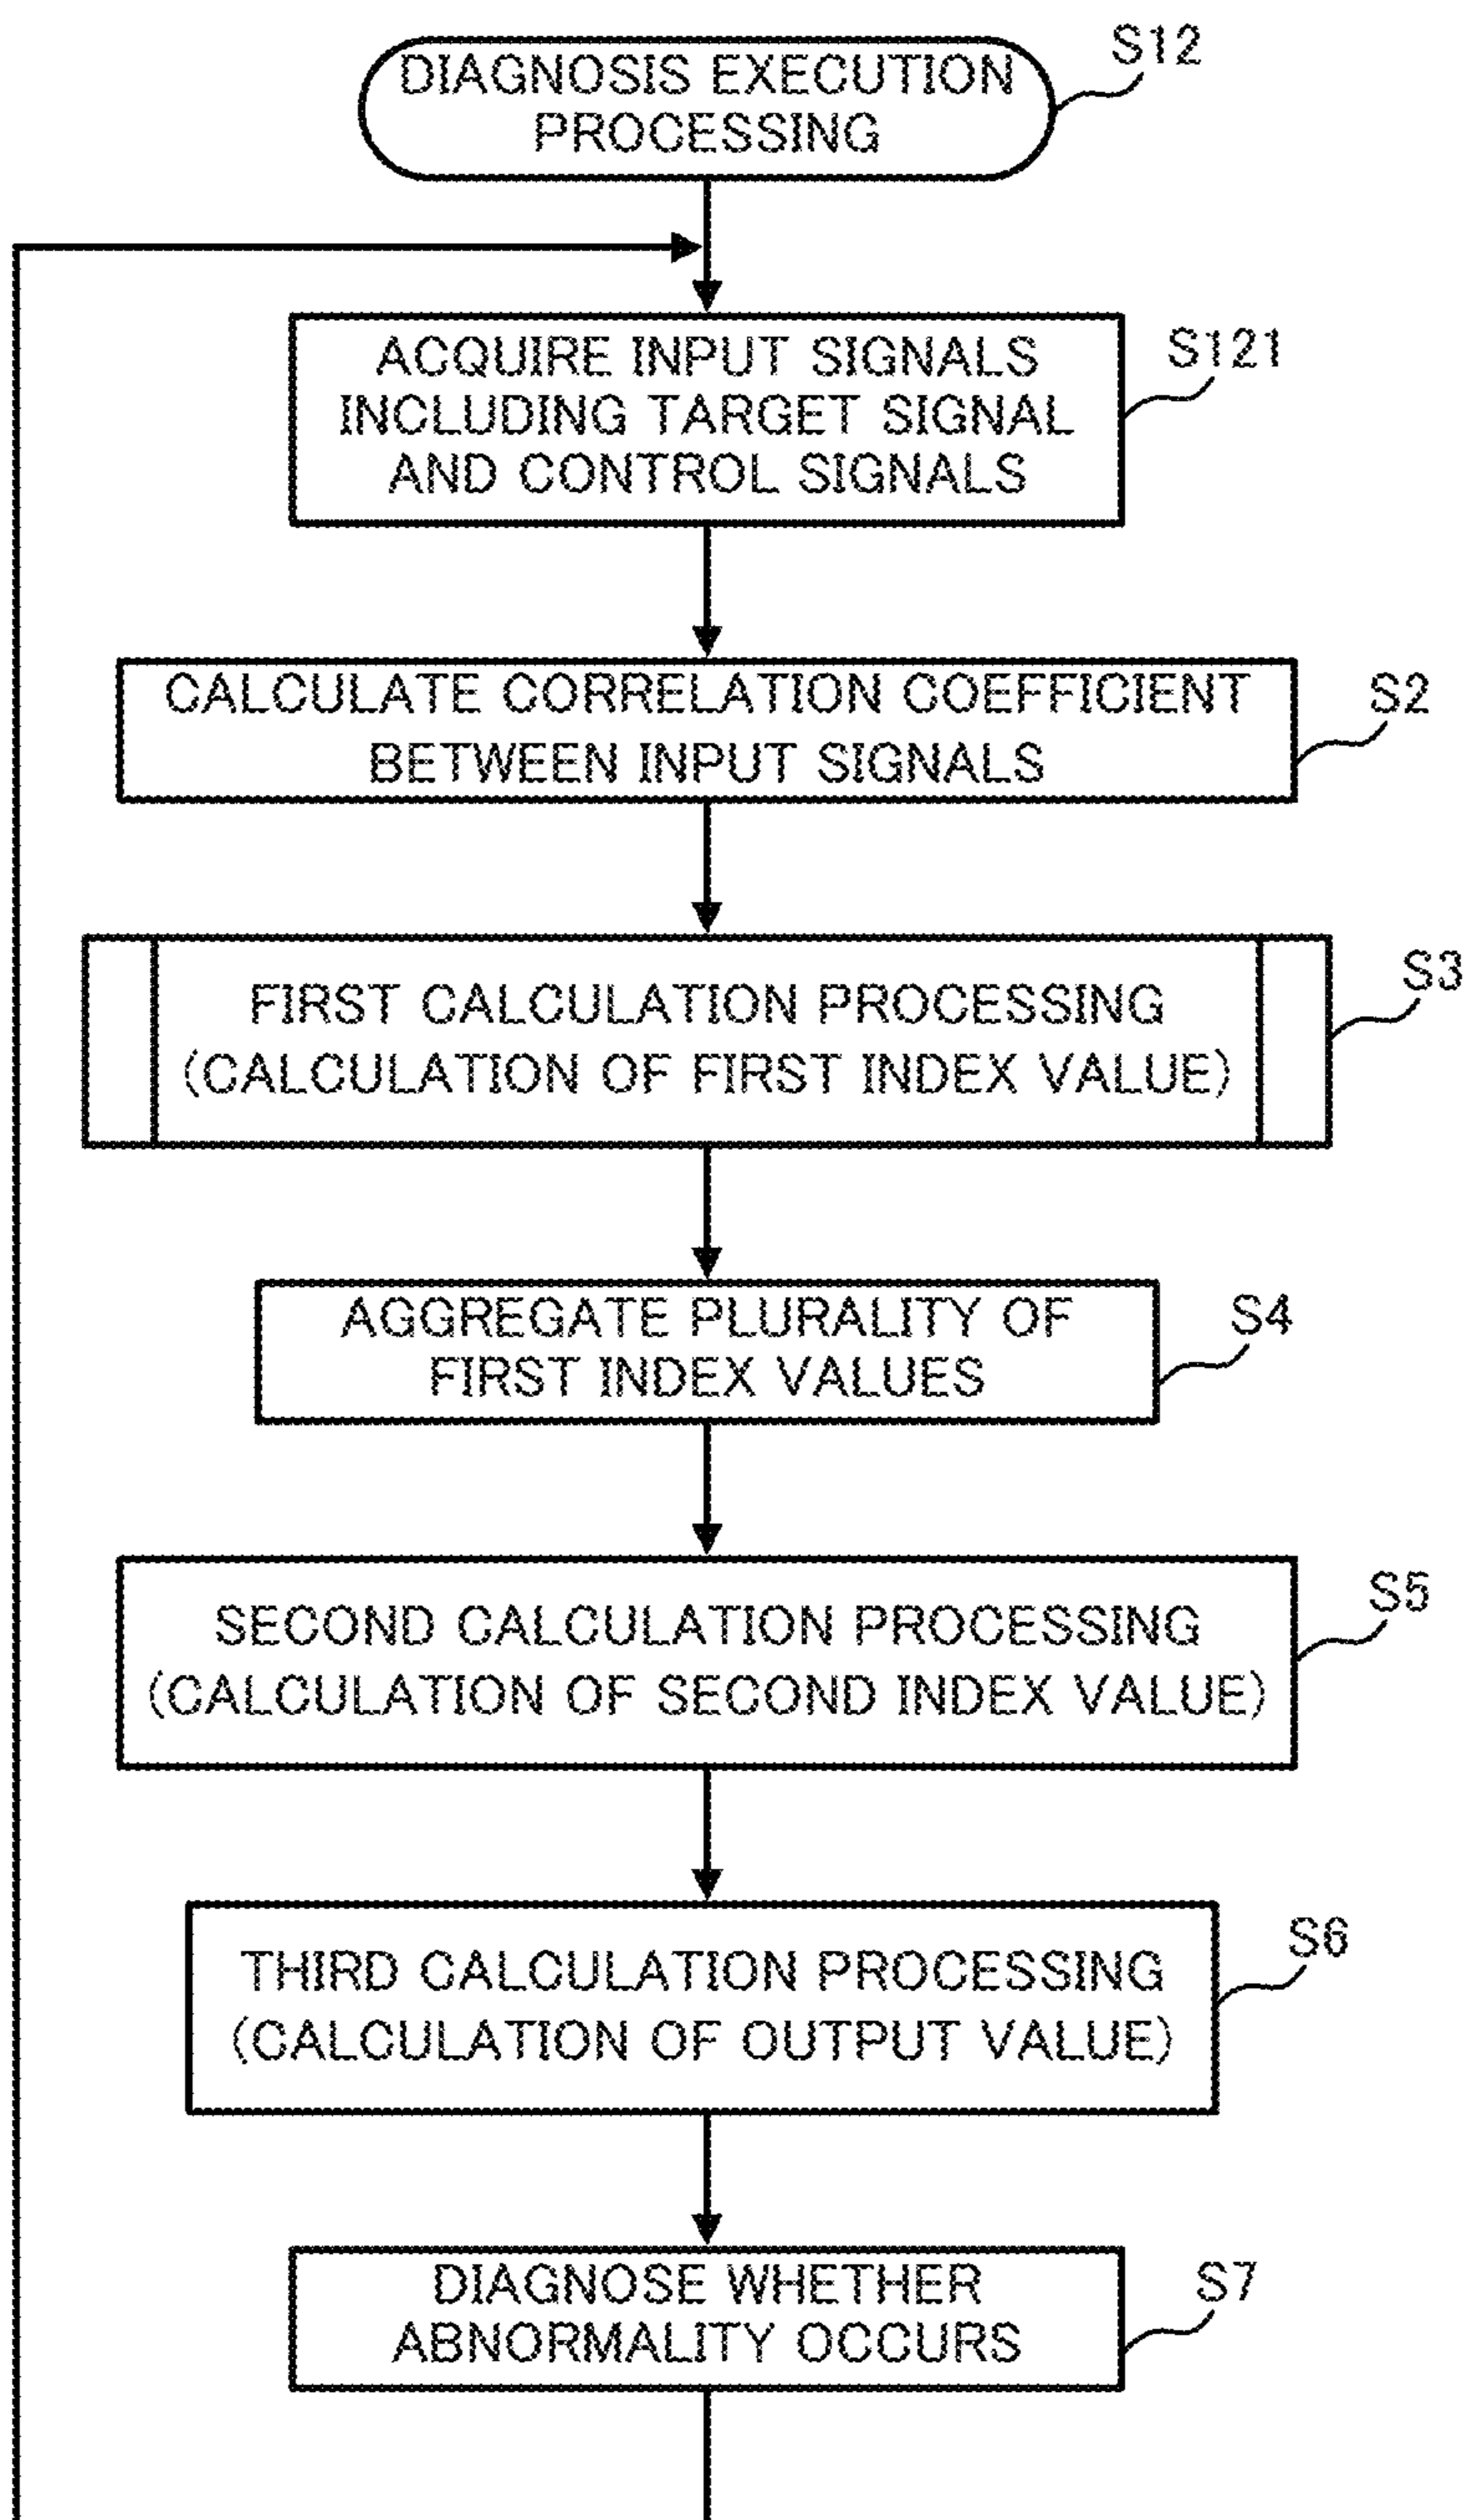 S12
DIAGNOSIS EXECUTION
PROCESSING
S121
ACQUIRE INPUT SIGNALS
INCLUDING TARGET SIGNAL
AND CONTROL SIGNALS
S2
CALCULATE CORRELATION COEFFICIENT
BETWEEN INPUT SIGNALS
S3
FIRST CALCULATION PROCESSING
(CALCULATION OF FIRST INDEX VALUE)
S4
AGGREGATE PLURALITY OF
FIRST INDEX VALUES
S5
SECOND CALCULATION PROCESSING
(CALCULATION OF SECOND INDEX VALUE)
S6
THIRD CALCULATION PROCESSING
(CALCULATION OF OUTPUT VALUE)
S7
DIAGNOSE WHETHER
ABNORMALITY OCCURS